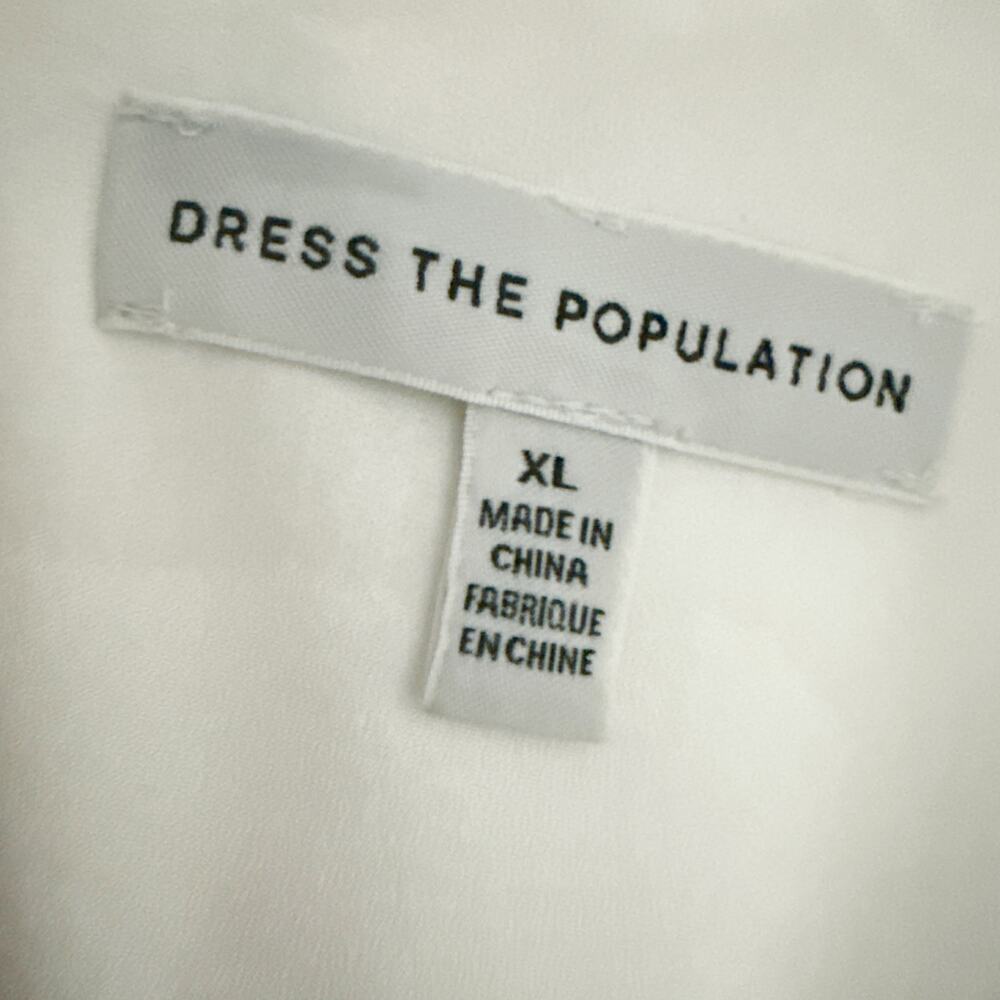 DRESS THE POPULATION
XL
MADE IN
CHINA
FABRIQUE
EN CHINE